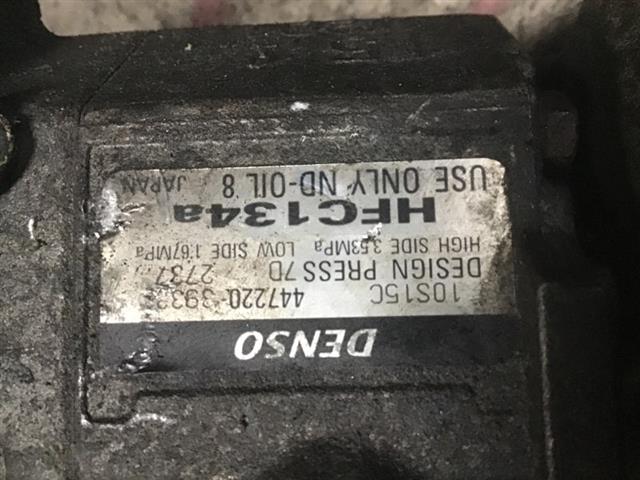 DENSO
10S15C 447220-393
DESIGN PRESS 7D 2737
HIGH SIDE 3.53MPa LOW SIDE 1.67MPa
HFC134a
USE ONLY ND-OIL 8 JAPAN